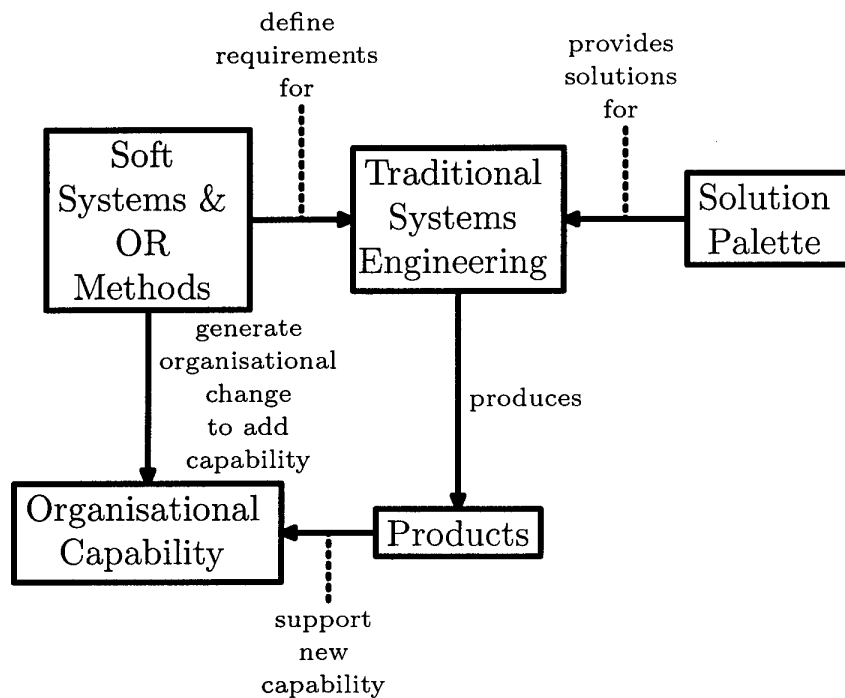 define
requirements
for
provides
solutions
for
Soft
Systems &
OR
Methods
Traditional
Systems
Engineering
Solution
Palette
generate
organisational
change
to add
capability
produces
Organisational
Capability
Products
support
new
capability